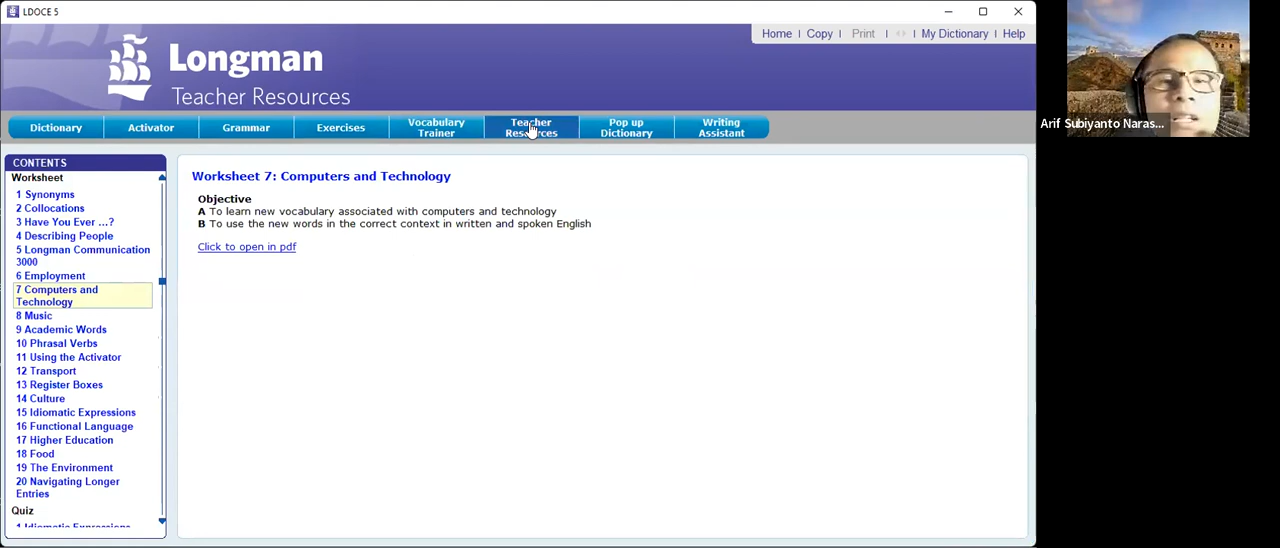 LDOCE 5
Home | Copy | Print | | My Dictionary | Help
Longman
Teacher Resources
Dictionary
Activator
Grammar
Exercises
Vocabulary
Trainer
Teacher
Resources
Pop up
Dictionary
Writing
Assistant
CONTENTS
Worksheet
1 Synonyms
2 Collocations
3 Have You Ever ...?
4 Describing People
5 Longman Communication
3000
6 Employment
7 Computers and
Technology
8 Music
9 Academic Words
10 Phrasal Verbs
11 Using the Activator
12 Transport
13 Register Boxes
14 Culture
15 Idiomatic Expressions
16 Functional Language
17 Higher Education
18 Food
19 The Environment
20 Navigating Longer
Entries
Quiz
1 Idiomatic Expressions
Worksheet 7: Computers and Technology
Objective
A To learn new vocabulary associated with computers and technology
B To use the new words in the correct context in written and spoken English
Click to open in pdf
Arif Subiyanto Naras...